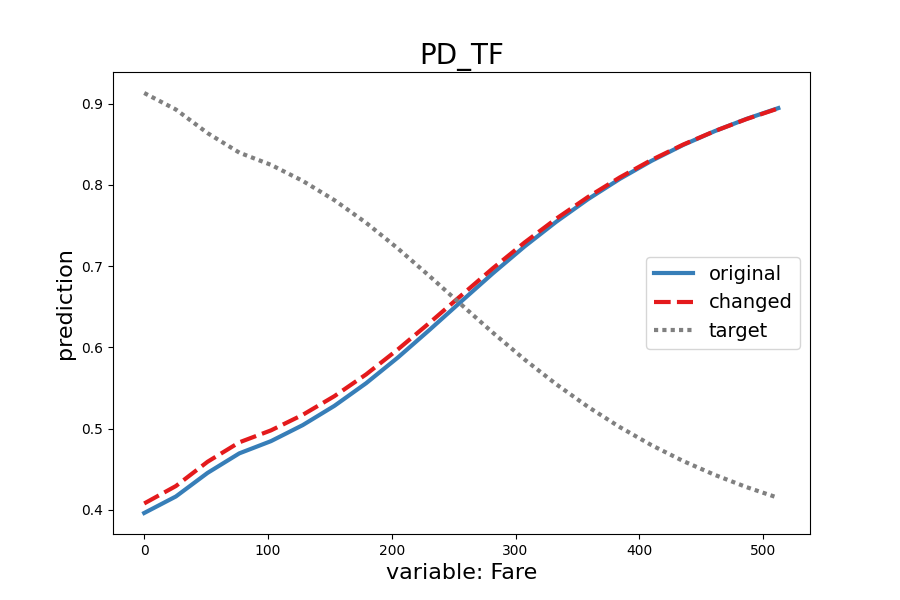 PD_TF
0.9
0.8
0.7
0.6
0.5
0.4
prediction
original
changed
target
0 100 200 300 400 500
variable: Fare